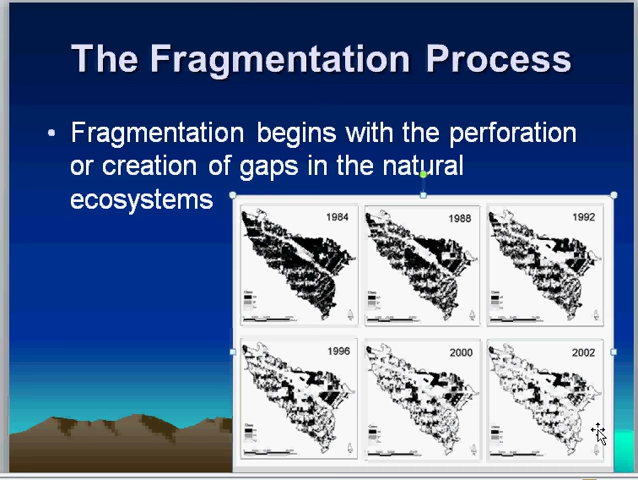 The Fragmentation Process
• Fragmentation begins with the perforation
or creation of gaps in the natural
ecosystems
1984
1988
1992
1996
2000
2002